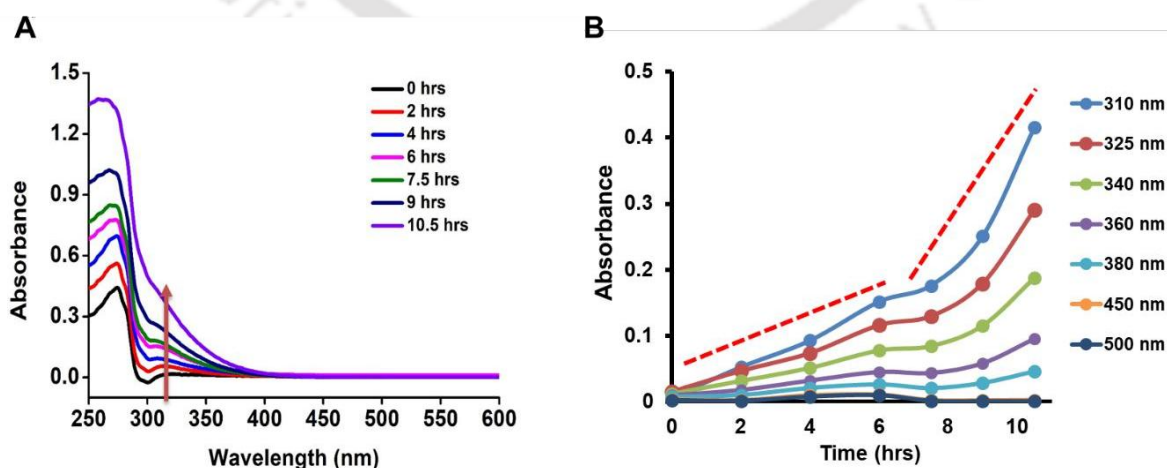 A
1.5
1.2
0.9
0.6
0.3
0.0
Absorbance
250 300 350 400 450 500 550 600
Wavelength (nm)
0 hrs
2 hrs
4 hrs
6 hrs
7.5 hrs
9 hrs
10.5 hrs
B
0.5
0.4
0.3
0.2
0.1
0
Absorbance
0 2 4 6 8 10
Time (hrs)
310 nm
325 nm
340 nm
360 nm
380 nm
450 nm
500 nm